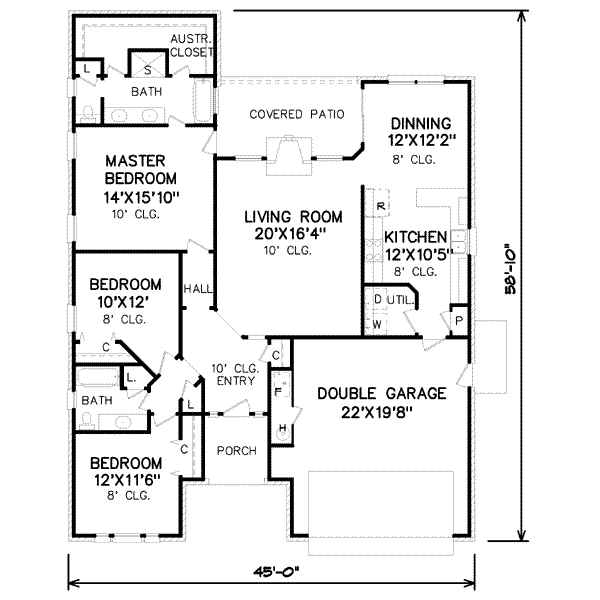 AUSTR.
CLOSET
L
S
BATH
COVERED PATIO
DINNING
12'X12'2"
8' CLG.
MASTER
BEDROOM
14'X15'10"
10' CLG.
R
LIVING ROOM
20'X16'4"
10' CLG.
KITCHEN
12'X10'5"
8' CLG.
58'-10"
HALL
BEDROOM
10'X12'
8' CLG.
C
D UTIL.
W
P
C
10' CLG.
ENTRY
L.
BATH
L
F
H
DOUBLE GARAGE
22'X19'8"
PORCH
C
BEDROOM
12'X11'6"
8' CLG.
45'-0"